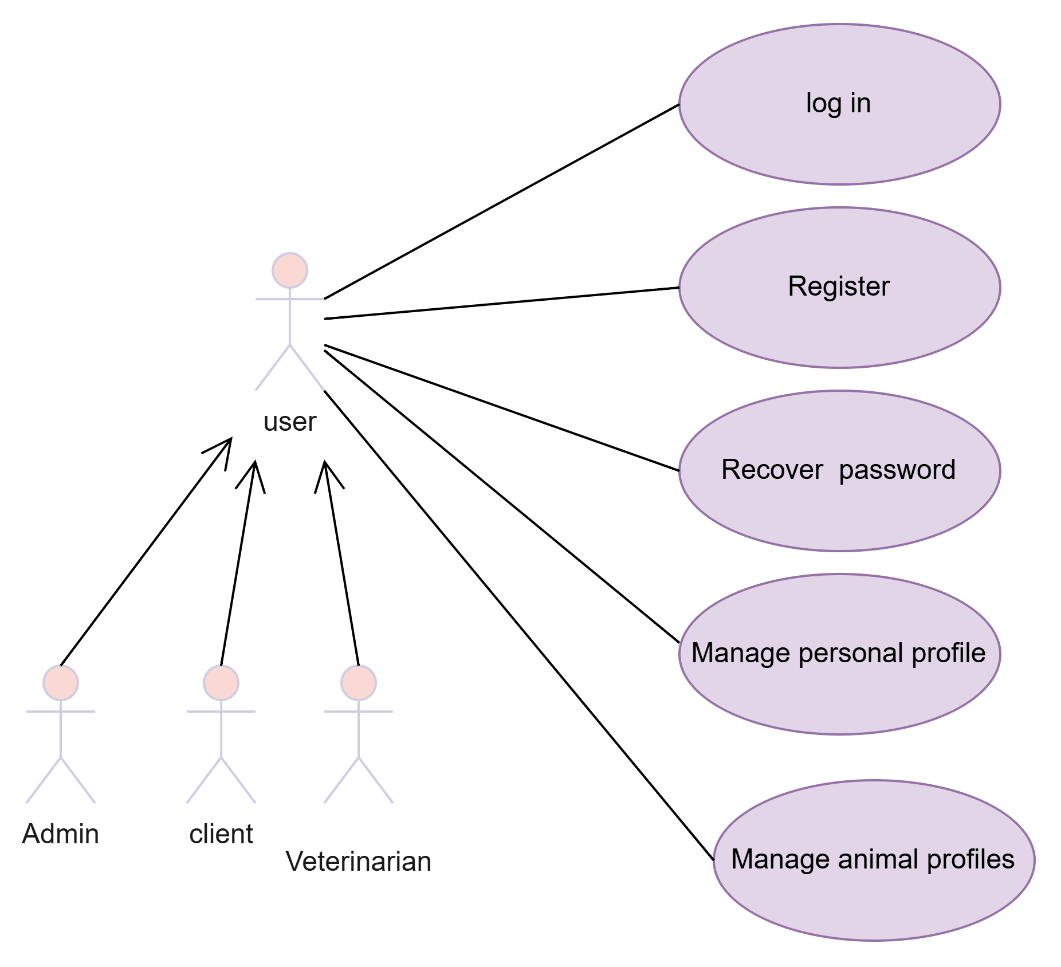 log in
Register
user
Recover  password
Manage personal profile
Admin
client
Veterinarian
Manage animal profiles